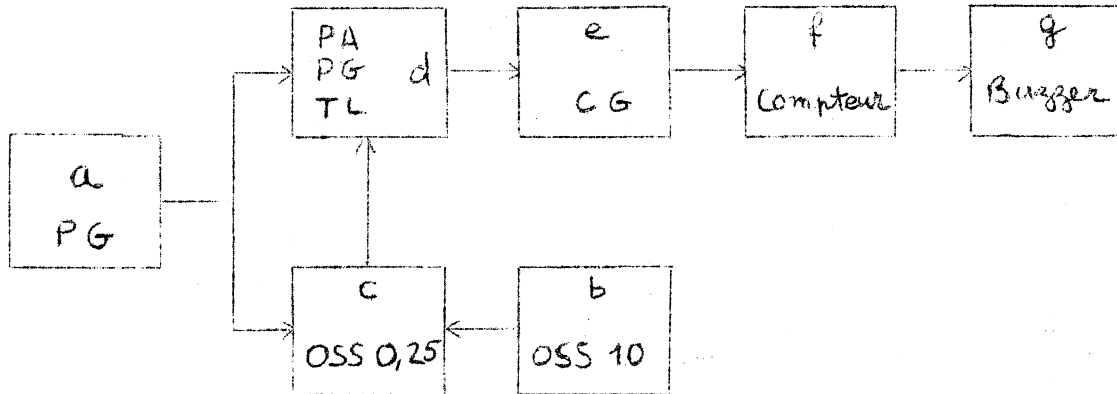 PA
PG d
TL
e
CG
f
Compteur
g
Buzzer
a
PG
c
OSS 0,25
b
OSS 10